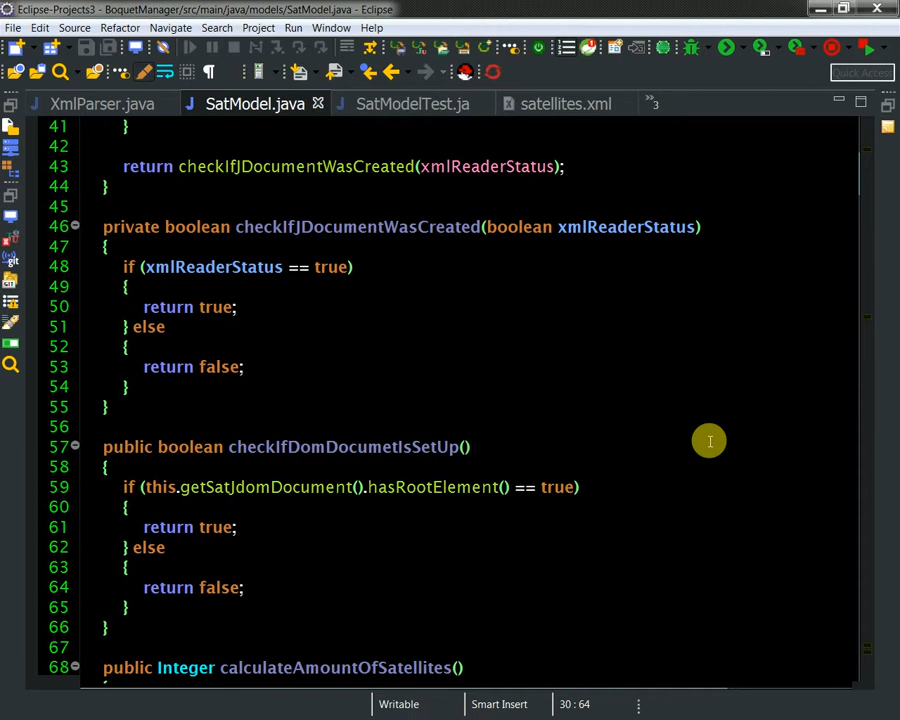 Eclipse-Projects3 - BoquetManager/src/main/java/models/SatModel.java - Eclipse
File Edit Source Refactor Navigate Search Project Run Window Help
Quick Access
XmlParser.java SatModel.java SatModelTest.ja satellites.xml »3
41 }
42
43 return checkIfJDocumentWasCreated(xmlReaderStatus);
44 }
45
46 private boolean checkIfJDocumentWasCreated(boolean xmlReaderStatus)
47 {
48 if (xmlReaderStatus == true)
49 {
50 return true;
51 } else
52 {
53 return false;
54 }
55 }
56
57 public boolean checkIfDomDocumetIsSetUp()
58 {
59 if (this.getSatJdomDocument().hasRootElement() == true)
60 {
61 return true;
62 } else
63 {
64 return false;
65 }
66 }
67
68 public Integer calculateAmountOfSatellites()
Writable Smart Insert 30 : 64